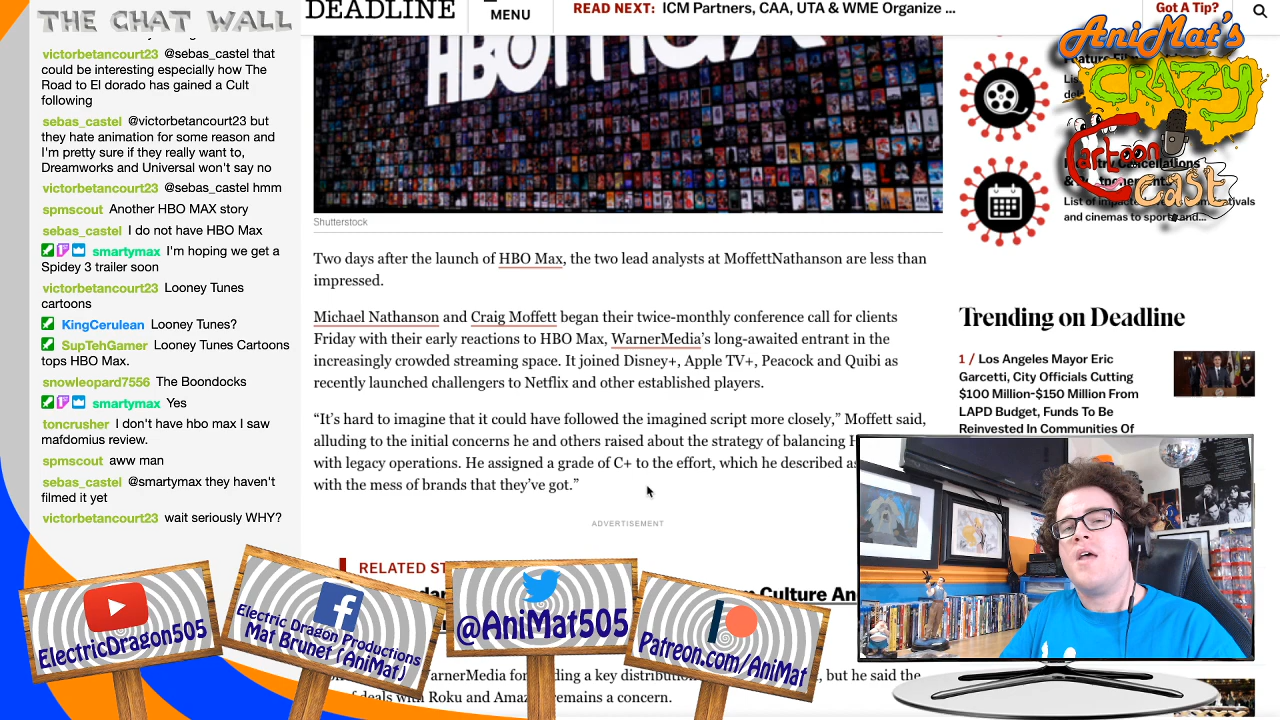 THE CHAT WALL
victorbetancourt23 @sebas_castel that
could be interesting especially how The
Road to El dorado has gained a Cult
following
sebas_castel @victorbetancourt23 but
they hate animation for some reason and
I'm pretty sure if they really want to,
Dreamworks and Universal won't say no
victorbetancourt23 @sebas_castel hmm
spmscout Another HBO MAX story
sebas_castel I do not have HBO Max
smartymax I'm hoping we get a
Spidey 3 trailer soon
victorbetancourt23 Looney Tunes
cartoons
KingCerulean Looney Tunes?
SupTehGamer Looney Tunes Cartoons
tops HBO Max.
snowleopard7556 The Boondocks
smartymax Yes
toncrusher I don't have hbo max I saw
mafdomius review.
spmscout aww man
sebas_castel @smartymax they haven't
filmed it yet
victorbetancourt23 wait seriously WHY?
DEADLINE
MENU
READ NEXT: ICM Partners, CAA, UTA & WME Organize ...
Got A Tip?
HBO max
Shutterstock
Two days after the launch of HBO Max, the two lead analysts at MoffettNathanson are less than
impressed.
Michael Nathanson and Craig Moffett began their twice-monthly conference call for clients
Friday with their early reactions to HBO Max, WarnerMedia's long-awaited entrant in the
increasingly crowded streaming space. It joined Disney+, Apple TV+, Peacock and Quibi as
recently launched challengers to Netflix and other established players.
“It's hard to imagine that it could have followed the imagined script more closely,” Moffett said,
alluding to the initial concerns he and others raised about the strategy of balancing
with legacy operations. He assigned a grade of C+ to the effort, which he described as
with the mess of brands that they've got.”
ADVERTISEMENT
RELATED
Culture
for
a key
but he said the
deals with Roku and
remains a concern.
AniMat's
CRAZY
Cartoon
Cast
Cancellations
&
List of
and cinemas to
Trending on Deadline
1 / Los Angeles Mayor Eric
Garcetti, City Officials Cutting
$100 Million-$150 Million From
LAPD Budget, Funds To Be
Reinvested In Communities Of
ElectricDragon505
Electric Dragon Productions
Mat Brunet (AniMat)
@AniMat505
Patreon.com/AniMat